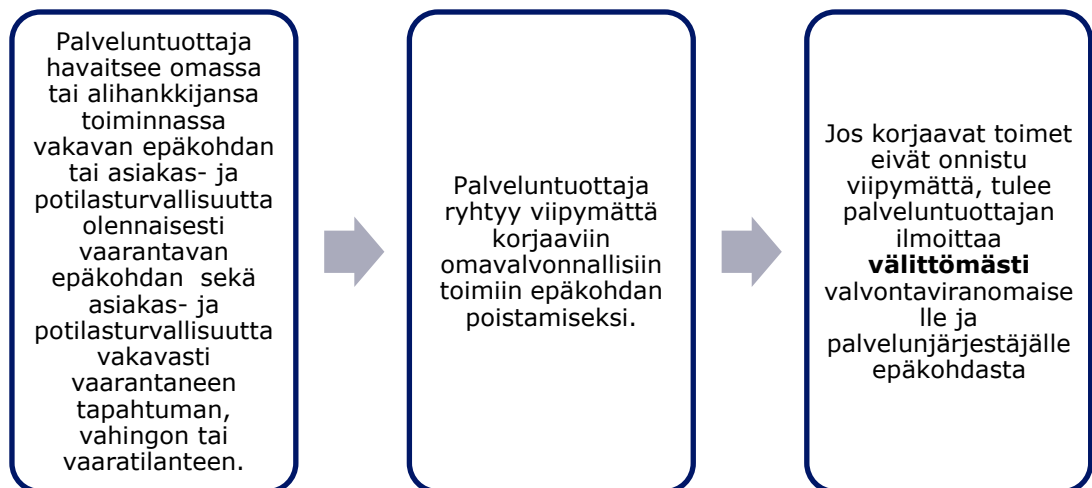 Palveluntuottaja
havaitsee omassa
tai alihankkijansa
toiminnassa
vakavan epäkohdan
tai asiakas- ja
potilasturvallisuutta
olennaisesti
vaarantavan
epäkohdan sekä
asiakas- ja
potilasturvallisuutta
vakavasti
vaarantaneen
tapahtuman,
vahingon tai
vaaratilanteen.
Palveluntuottaja
ryhtyy viipymättä
korjaaviin
omavalvonnallisiin
toimiin epäkohdan
poistamiseksi.
Jos korjaavat toimet
eivät onnistu
viipymättä, tulee
palveluntuottajan
ilmoittaa
välittömästi
valvontaviranomaise
lle ja
palvelunjärjestäjälle
epäkohdasta